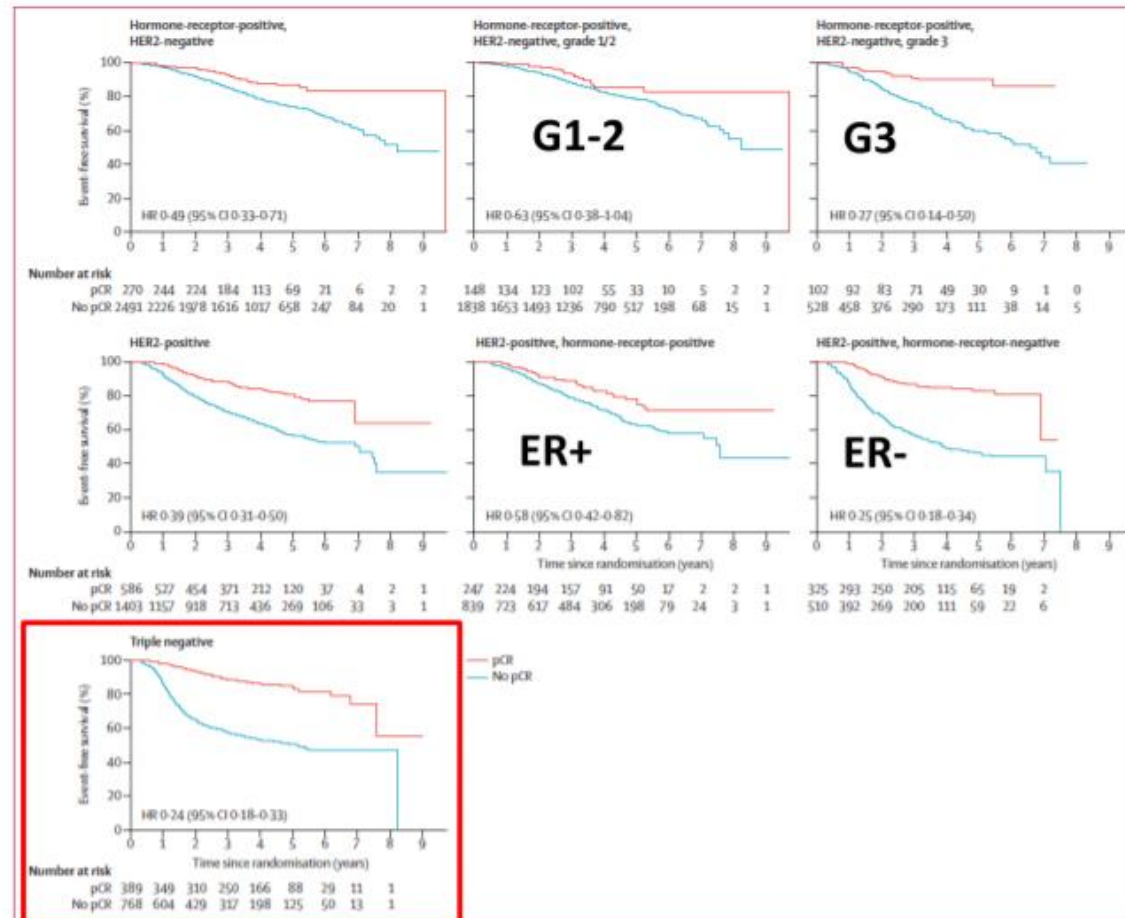 Hormone-receptor-positive,
HER2-negative
Hormone-receptor-positive,
HER2-negative, grade 1/2
Hormone-receptor-positive,
HER2-negative, grade 3
Event-free survival (%)
100
80
60
40
20
0
HR 0·49 (95% CI 0·33–0·71)
0 1 2 3 4 5 6 7 8 9
G1-2
HR 0·63 (95% CI 0·38–1·04)
0 1 2 3 4 5 6 7 8 9
G3
HR 0·27 (95% CI 0·14–0·50)
0 1 2 3 4 5 6 7 8 9
Number at risk
pCR 270 244 224 184 113 69 21 6 2 2
No pCR 2491 2226 1978 1616 1017 658 247 84 20 1
148 134 123 102 55 33 10 5 2 2
1838 1653 1493 1236 790 517 198 68 15 1
102 92 83 71 49 30 9 1 0
528 458 376 290 173 111 38 14 5
HER2-positive
HER2-positive, hormone-receptor-positive
HER2-positive, hormone-receptor-negative
Event-free survival (%)
100
80
60
40
20
0
HR 0·39 (95% CI 0·31–0·50)
0 1 2 3 4 5 6 7 8 9
ER+
HR 0·58 (95% CI 0·42–0·82)
0 1 2 3 4 5 6 7 8 9
Time since randomisation (years)
ER-
HR 0·25 (95% CI 0·18–0·34)
0 1 2 3 4 5 6 7 8 9
Time since randomisation (years)
Number at risk
pCR 586 527 454 371 212 120 37 4 2 1
No pCR 1403 1157 918 713 436 269 106 33 3 1
247 224 194 157 91 50 17 2 2 1
839 723 617 484 306 198 79 24 3 1
325 293 250 205 115 65 19 2
510 392 269 200 111 59 22 6
Triple negative
Event-free survival (%)
100
80
60
40
20
0
HR 0·24 (95% CI 0·18–0·33)
0 1 2 3 4 5 6 7 8 9
Time since randomisation (years)
pCR
No pCR
Number at risk
pCR 389 349 310 250 166 88 29 11 1
No pCR 768 604 429 317 198 125 50 13 1